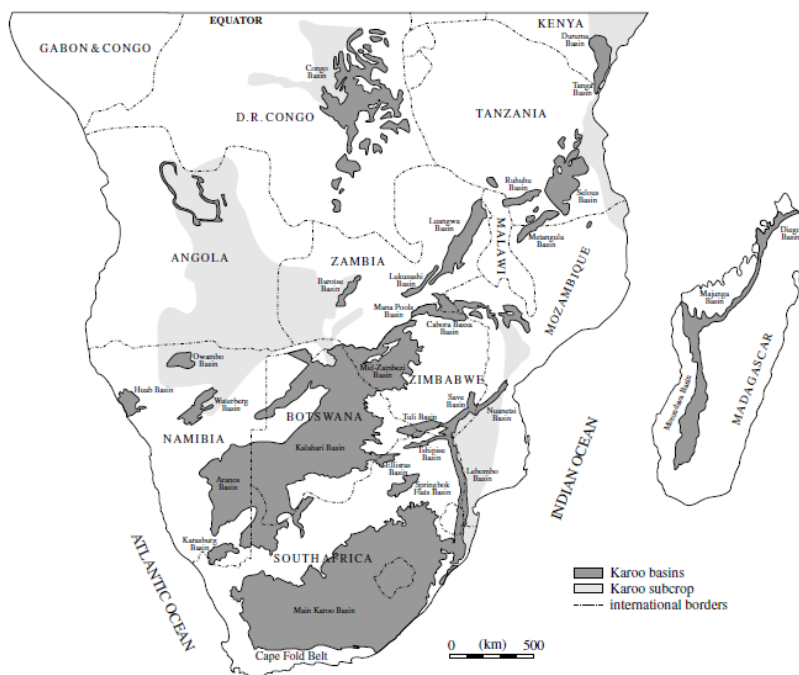 EQUATOR
KENYA
GABON & CONGO
Duruma
Basin
Congo
Basin
Tanga
Basin
D.R. CONGO
TANZANIA
Ruhuhu
Basin
Selous
Basin
Luangwa
Basin
MALAWI
Metangula
Basin
Diego
Basin
ANGOLA
ZAMBIA
Lukusashi
Basin
Barotse
Basin
MOZAMBIQUE
Majunga
Basin
Mana Pools
Basin
Cabora Bassa
Basin
MADAGASCAR
Owambo
Basin
Mid-Zambezi
Basin
ZIMBABWE
Huab Basin
Waterberg
Basin
Save
Basin
Nuanetsi
Basin
Morondava Basin
BOTSWANA
Tuli Basin
NAMIBIA
Kalahari Basin
Tshipise
Basin
Ellisras
Basin
Lebombo
Basin
INDIAN OCEAN
Aranos
Basin
Springbok
Flats Basin
Karasburg
Basin
SOUTH AFRICA
ATLANTIC OCEAN
Karoo basins
Karoo subcrop
international borders
Main Karoo Basin
0 (km) 500
Cape Fold Belt